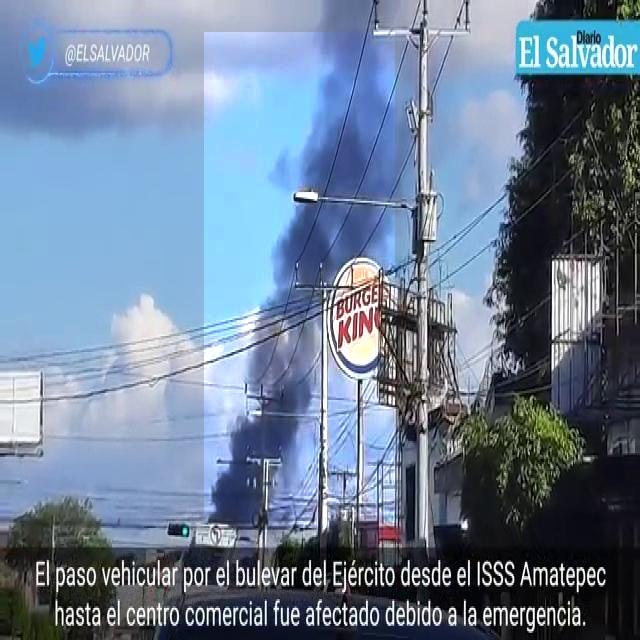 @ELSALVADOR
Diario
El Salvador
BURGER
KING
El paso vehicular por el bulevar del Ejército desde el ISSS Amatepec
hasta el centro comercial fue afectado debido a la emergencia.